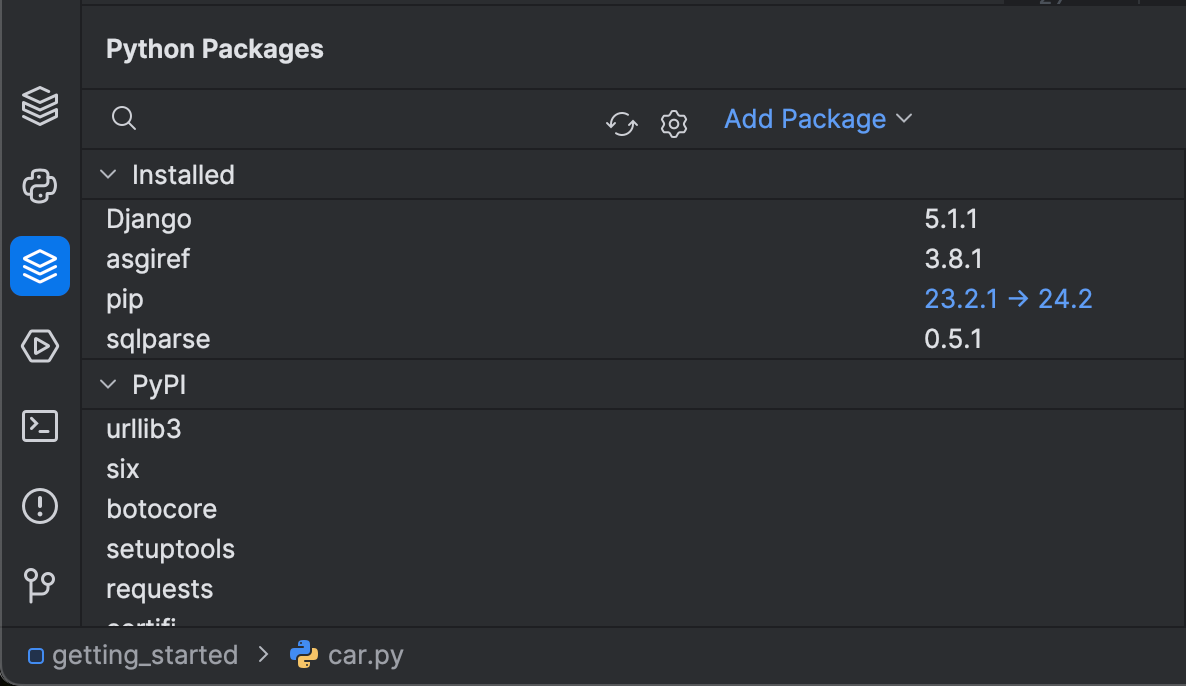 Python Packages
Add Package
Installed
Django 5.1.1
asgiref 3.8.1
pip 23.2.1 → 24.2
sqlparse 0.5.1
PyPI
urllib3
six
botocore
setuptools
requests
certifi
getting_started > car.py